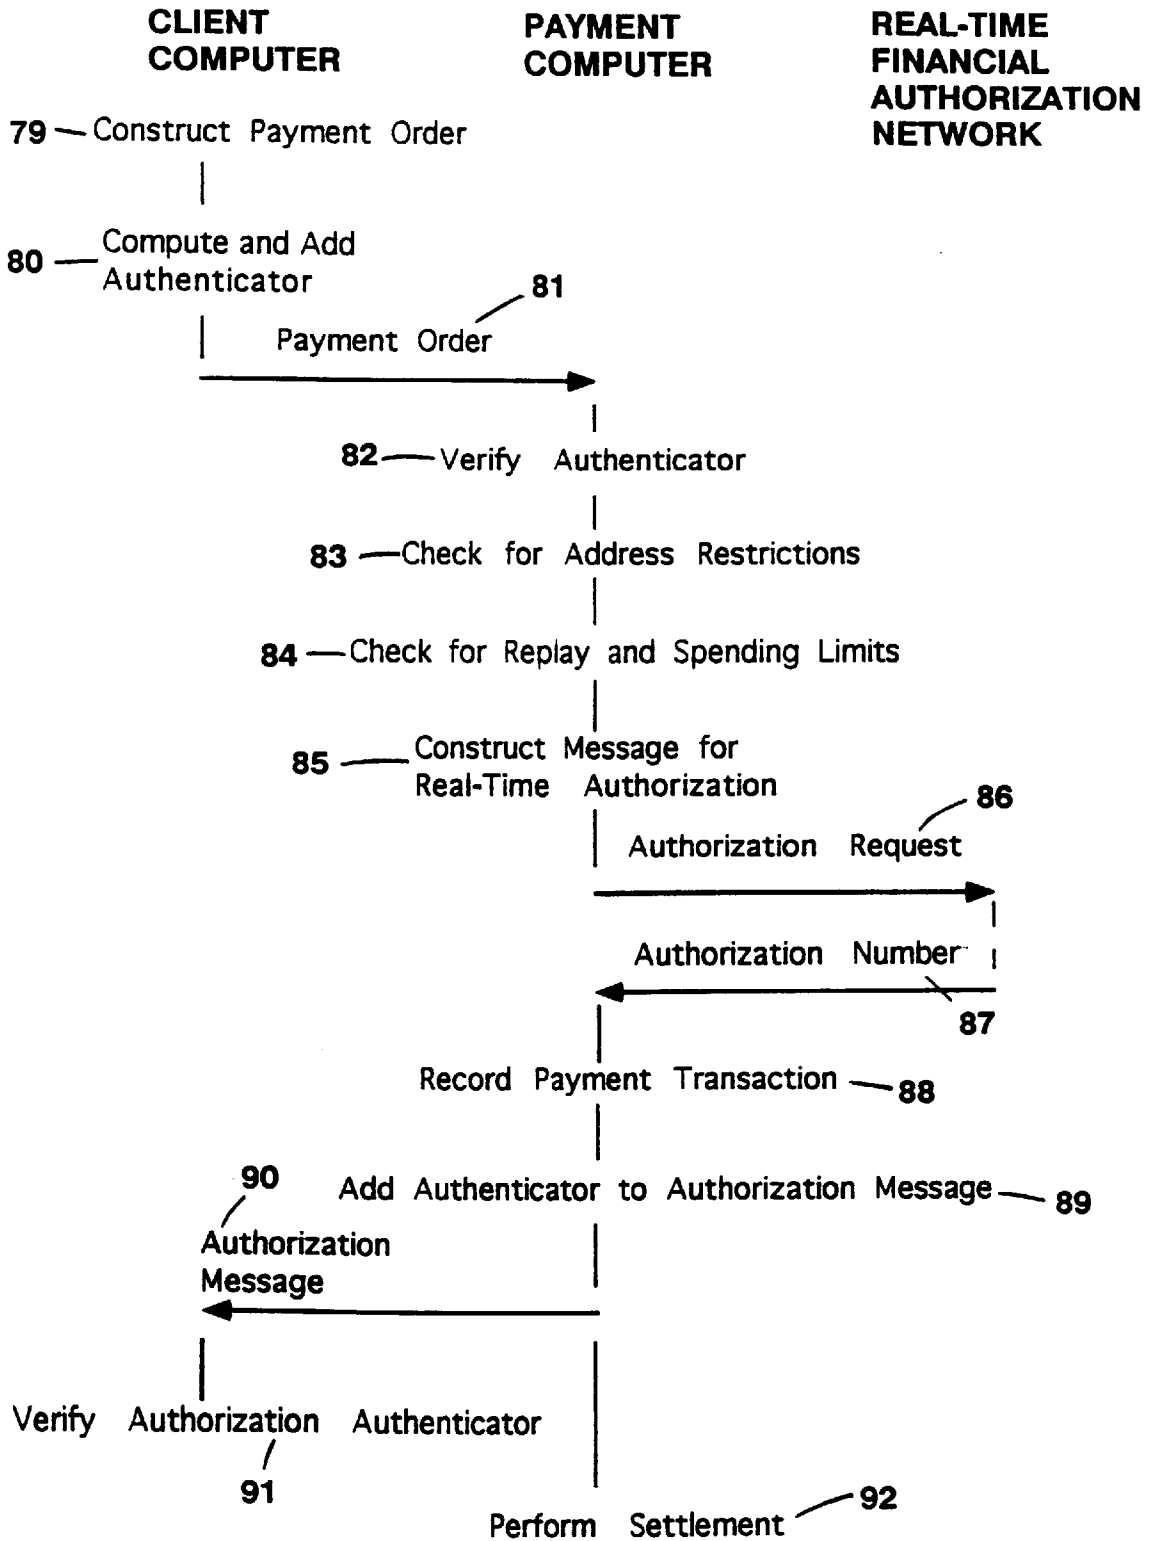 CLIENT
COMPUTER
PAYMENT
COMPUTER
REAL-TIME
FINANCIAL
AUTHORIZATION
NETWORK
79 Construct Payment Order
80 Compute and Add
Authenticator
81
Payment Order
82 Verify Authenticator
83 Check for Address Restrictions
84 Check for Replay and Spending Limits
85 Construct Message for
Real-Time Authorization
86
Authorization Request
Authorization Number
87
Record Payment Transaction 88
90
Add Authenticator to Authorization Message 89
Authorization
Message
Verify Authorization Authenticator
91
92
Perform Settlement